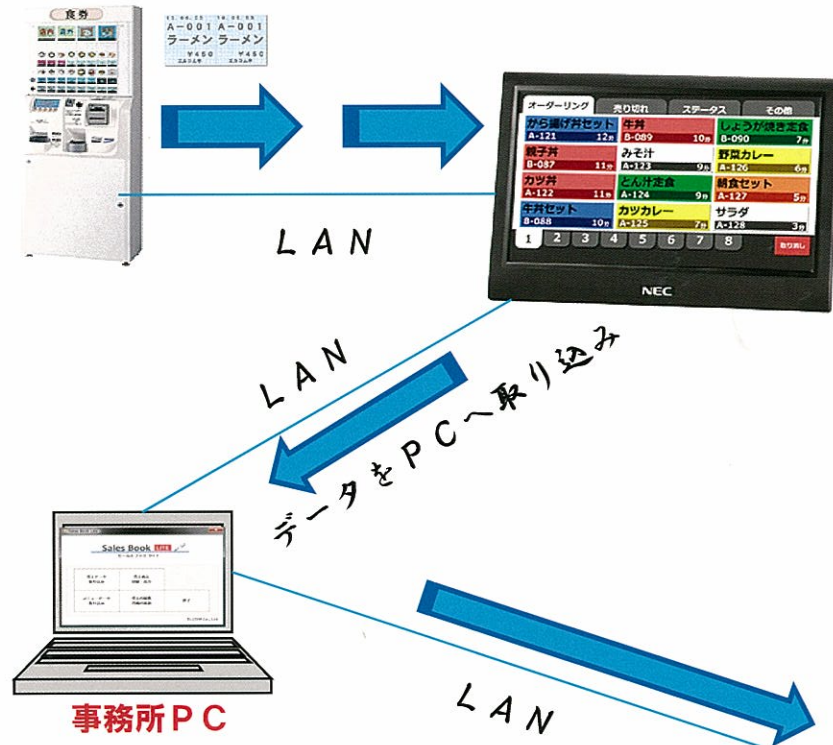 食券
A-001 A-001
ラーメン ラーメン
￥450 ￥450
オーダーリング 売り切れ ステータス その他
から揚げ丼セット 牛丼 しょうが焼き定食
A-121 12分 B-089 10分 B-090 7分
親子丼 みそ汁 野菜カレー
B-087 11分 A-123 9分 A-126 6分
カツ丼 とん汁定食 朝食セット
A-122 11分 A-124 9分 A-127 5分
牛丼セット カツカレー サラダ
B-088 10分 A-125 7分 A-128 3分
1 2 3 4 5 6 7 8 取り消し
NEC
LAN
LAN
データをPCへ取り込み
Sales Book LITE
事務所PC
LAN